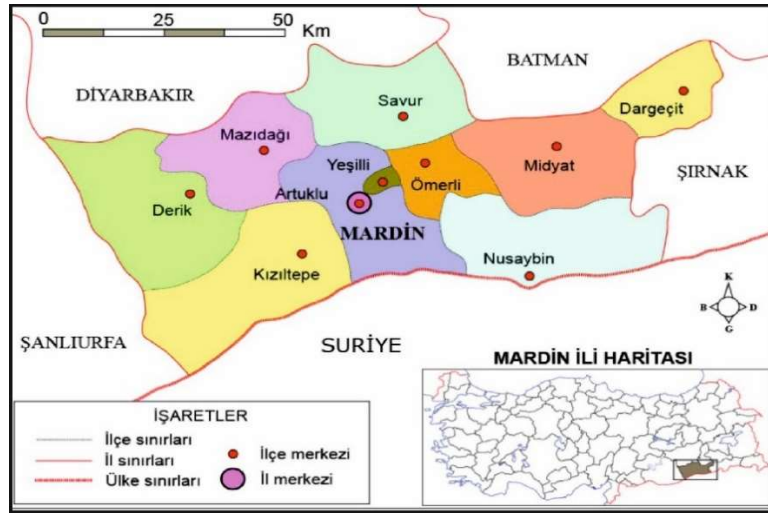 0 25 50
Km
BATMAN
DİYARBAKIR
Savur
Dargeçit
Mazıdağı
Yeşilli
Midyat
Ömerli
ŞIRNAK
Artuklu
Derik
MARDİN
Nusaybin
Kızıltepe
K
B D
G
ŞANLIURFA
SURİYE
MARDİN İLİ HARİTASI
İŞARETLER
İlçe sınırları
İl sınırları
Ülke sınırları
İlçe merkezi
İl merkezi